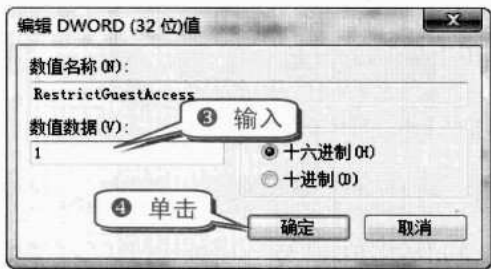 编辑 DWORD (32 位)值
数值名称(N):
RestrictGuestAccess
❸ 输入
数值数据(V):
1
十六进制(H)
十进制(D)
❹ 单击
确定
取消